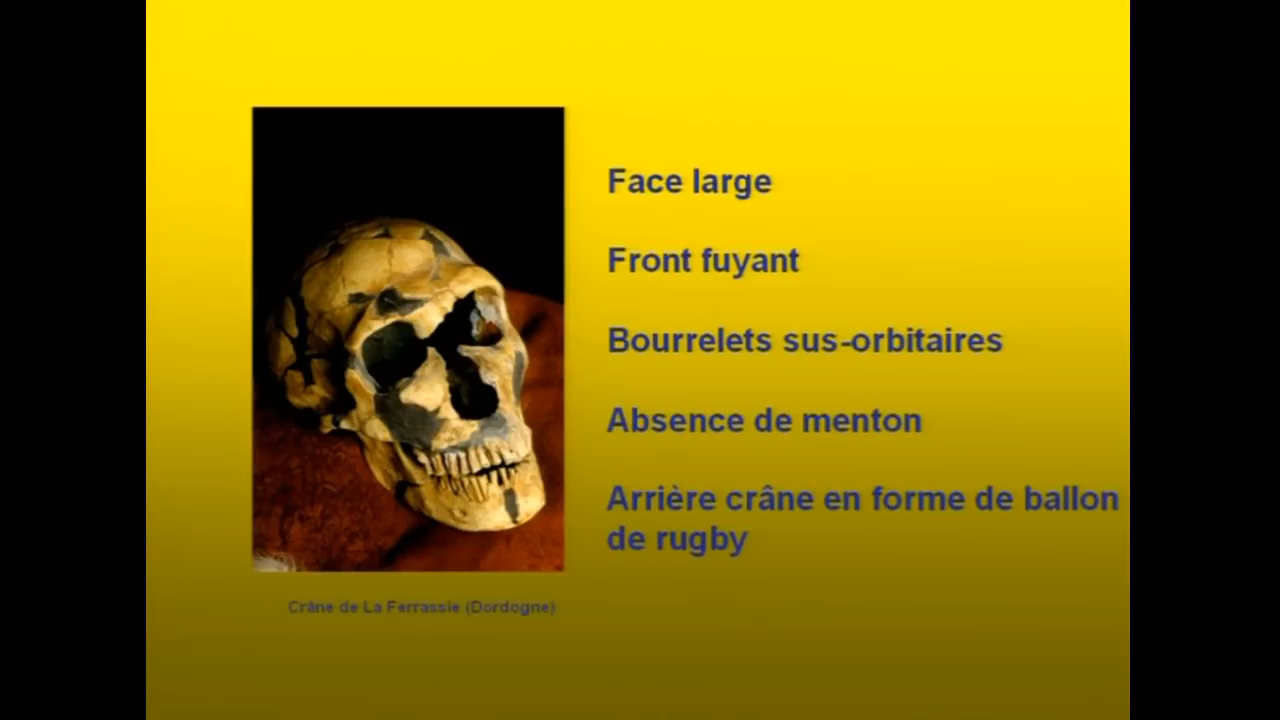 Face large
Front fuyant
Bourrelets sus-orbitaires
Absence de menton
Arrière crâne en forme de ballon
de rugby
Crâne de La Ferrassie (Dordogne)